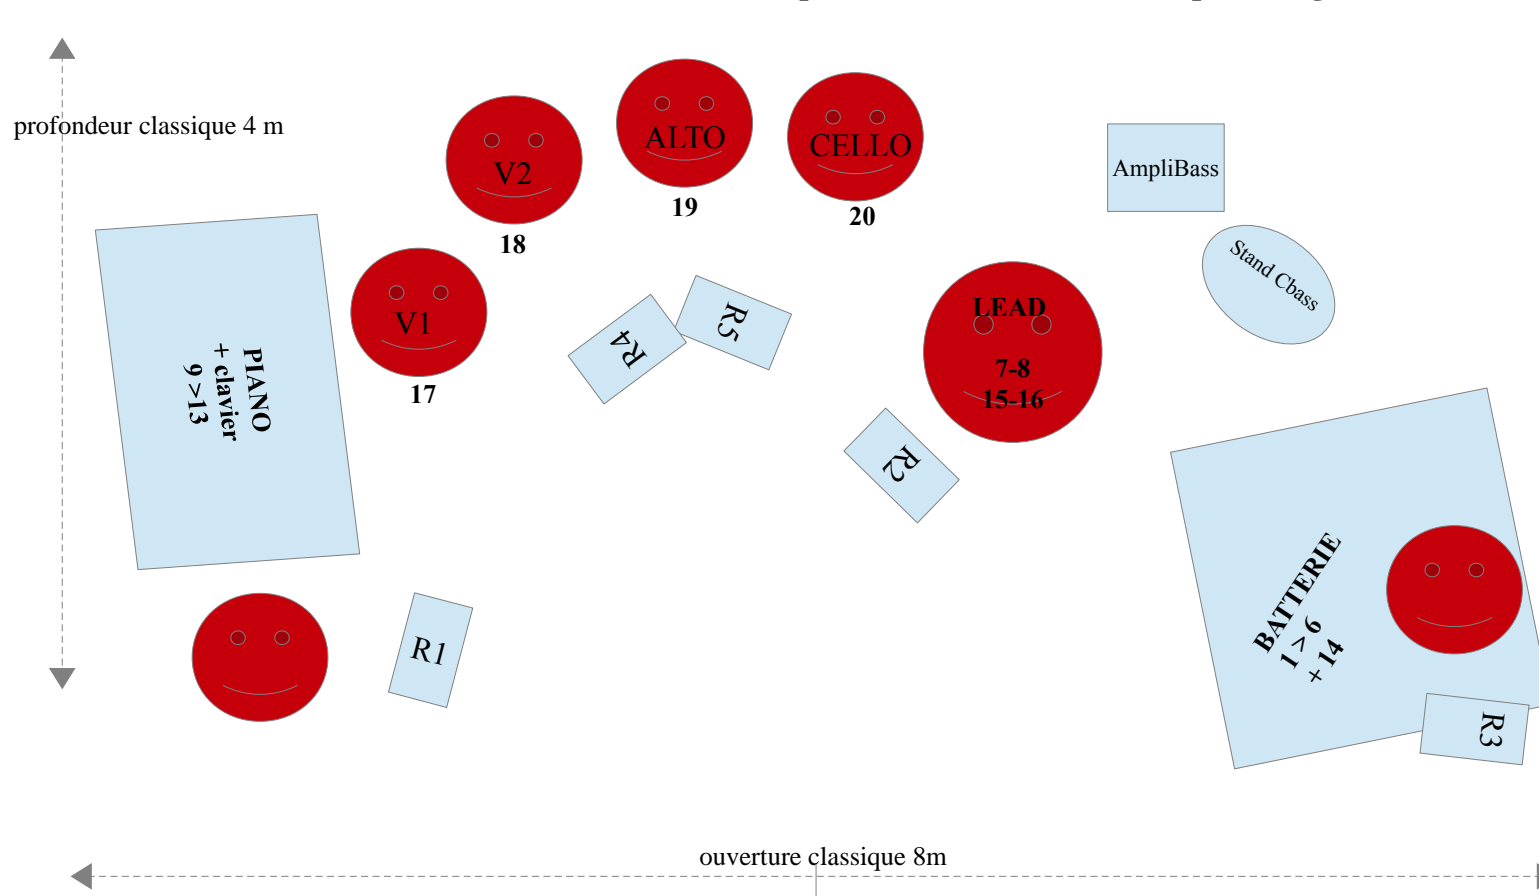 profondeur classique 4 m
V2
18
ALTO
19
CELLO
20
AmpliBass
Stand Cbass
V1
17
PIANO
+ clavier
9 >13
R4
R5
LEAD
7-8
15-16
R2
BATTERIE
1 > 6
+ 14
R1
R3
ouverture classique 8m